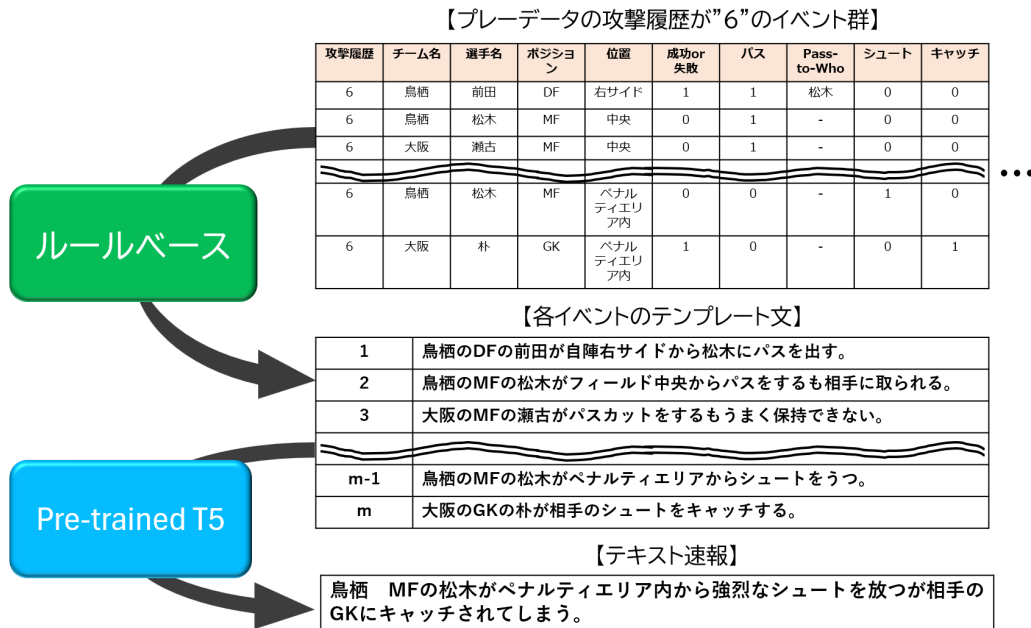 【プレーデータの攻撃履歴が”6”のイベント群】
攻撃履歴 チーム名 選手名 ポジション 位置 成功or失敗 パス Pass-to-Who シュート キャッチ
6 鳥栖 前田 DF 右サイド 1 1 松木 0 0
6 鳥栖 松木 MF 中央 0 1 - 0 0
6 大阪 瀬古 MF 中央 0 1 - 0 0
...
6 鳥栖 松木 MF ペナルティエリア内 0 0 - 1 0
6 大阪 朴 GK ペナルティエリア内 1 0 - 0 1
ルールベース
【各イベントのテンプレート文】
1 鳥栖のDFの前田が自陣右サイドから松木にパスを出す。
2 鳥栖のMFの松木がフィールド中央からパスをするも相手に取られる。
3 大阪のMFの瀬古がパスカットをするもうまく保持できない。
m-1 鳥栖のMFの松木がペナルティエリアからシュートをうつ。
m 大阪のGKの朴が相手のシュートをキャッチする。
Pre-trained T5
【テキスト速報】
鳥栖 MFの松木がペナルティエリア内から強烈なシュートを放つが相手の
GKにキャッチされてしまう。